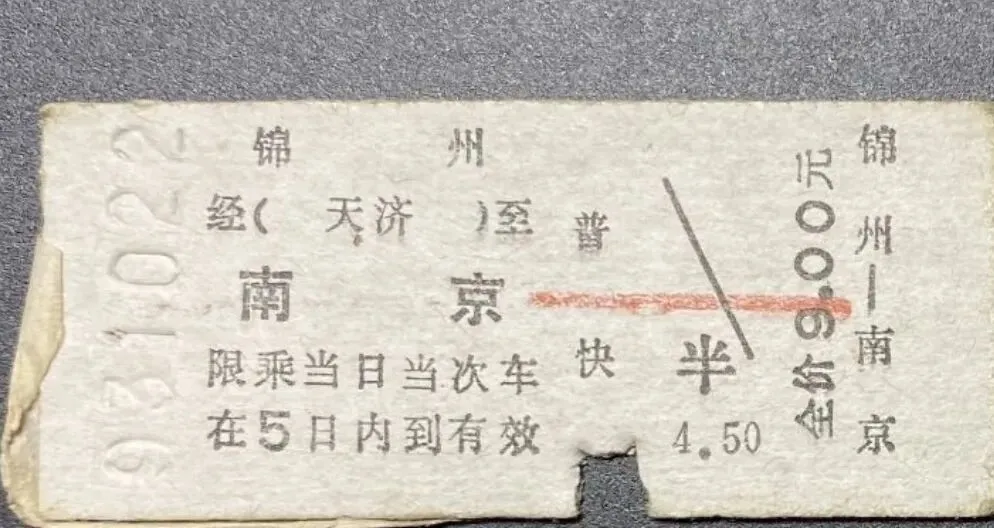 931022
锦州
经( 天济 )至
南京
限乘当日当次车
在5日内到有效
普快
半
4.50
全价9.00元
锦州—南京